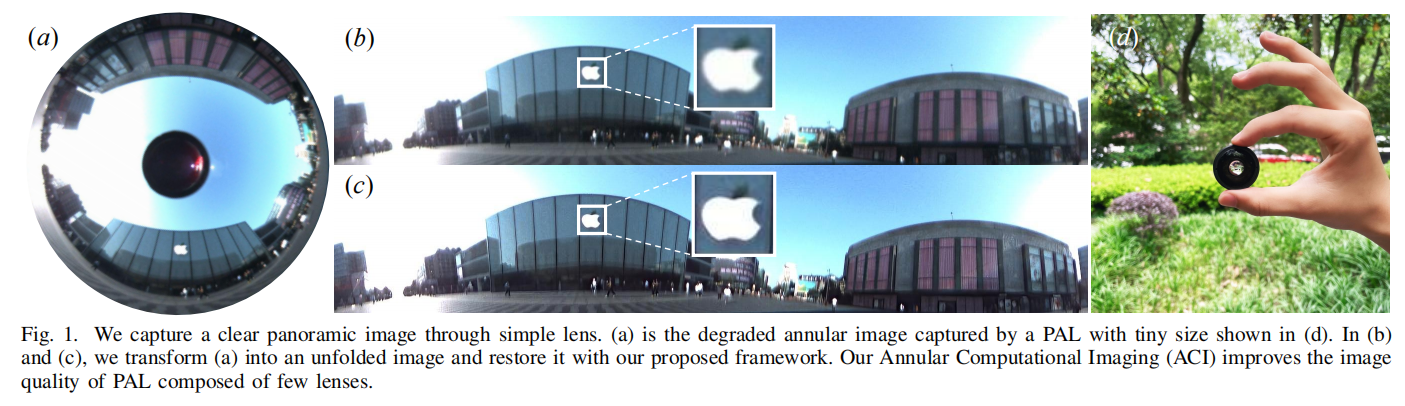 (a)
(b)
(c)
(d)
Fig. 1. We capture a clear panoramic image through simple lens. (a) is the degraded annular image captured by a PAL with tiny size shown in (d). In (b)
and (c), we transform (a) into an unfolded image and restore it with our proposed framework. Our Annular Computational Imaging (ACI) improves the image
quality of PAL composed of few lenses.